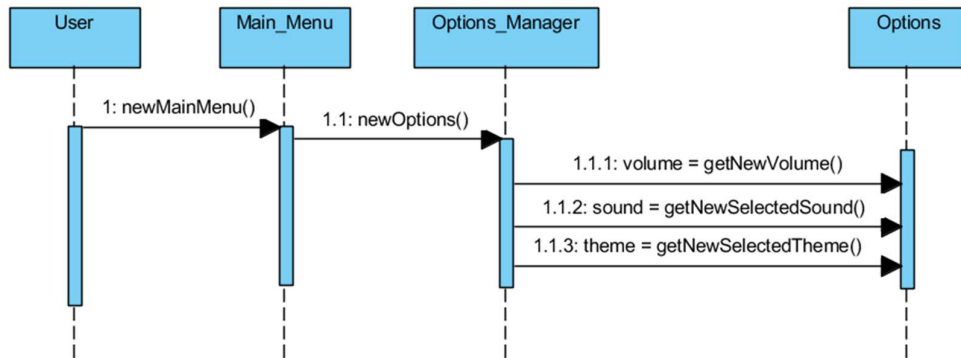 User
Main_Menu
Options_Manager
Options
1: newMainMenu()
1.1: newOptions()
1.1.1: volume = getNewVolume()
1.1.2: sound = getNewSelectedSound()
1.1.3: theme = getNewSelectedTheme()